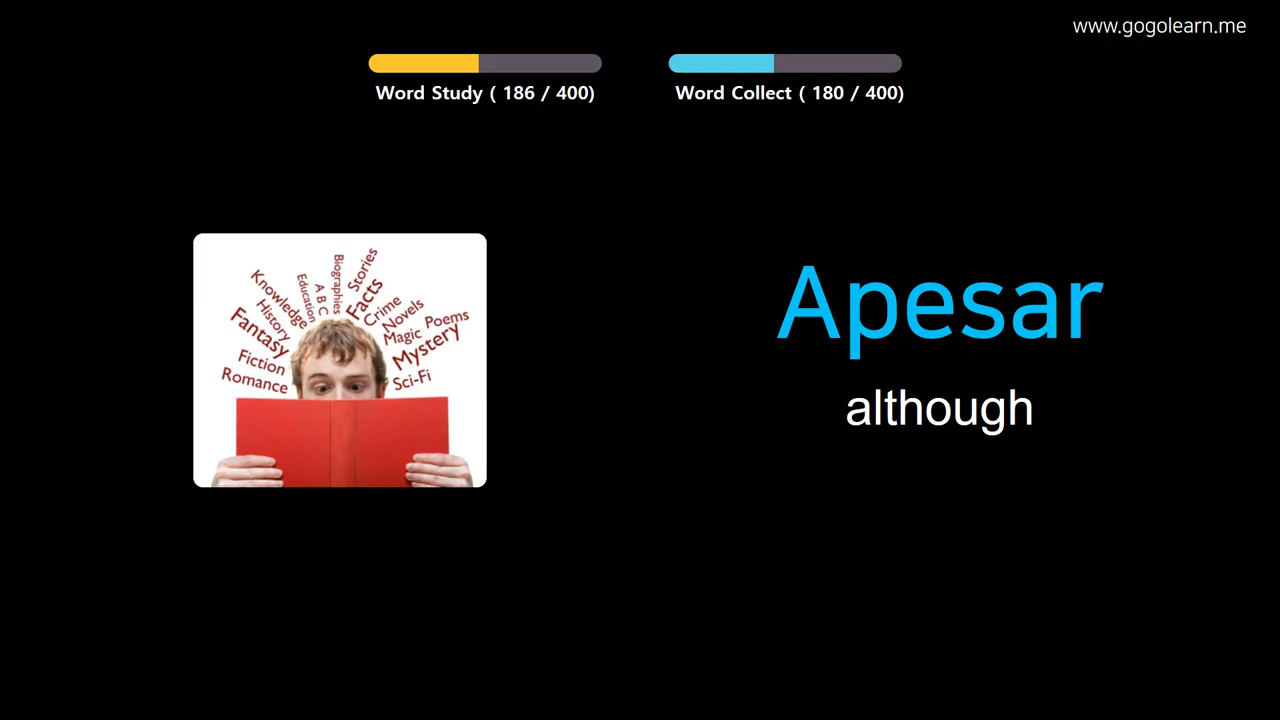 www.gogolearn.me
Word Study ( 186 / 400)
Word Collect ( 180 / 400)
Knowledge
History
Fantasy
Fiction
Romance
Education
A B C
Biographies
Stories
Facts
Crime
Novels
Magic
Poems
Mystery
Sci-Fi
Apesar
although